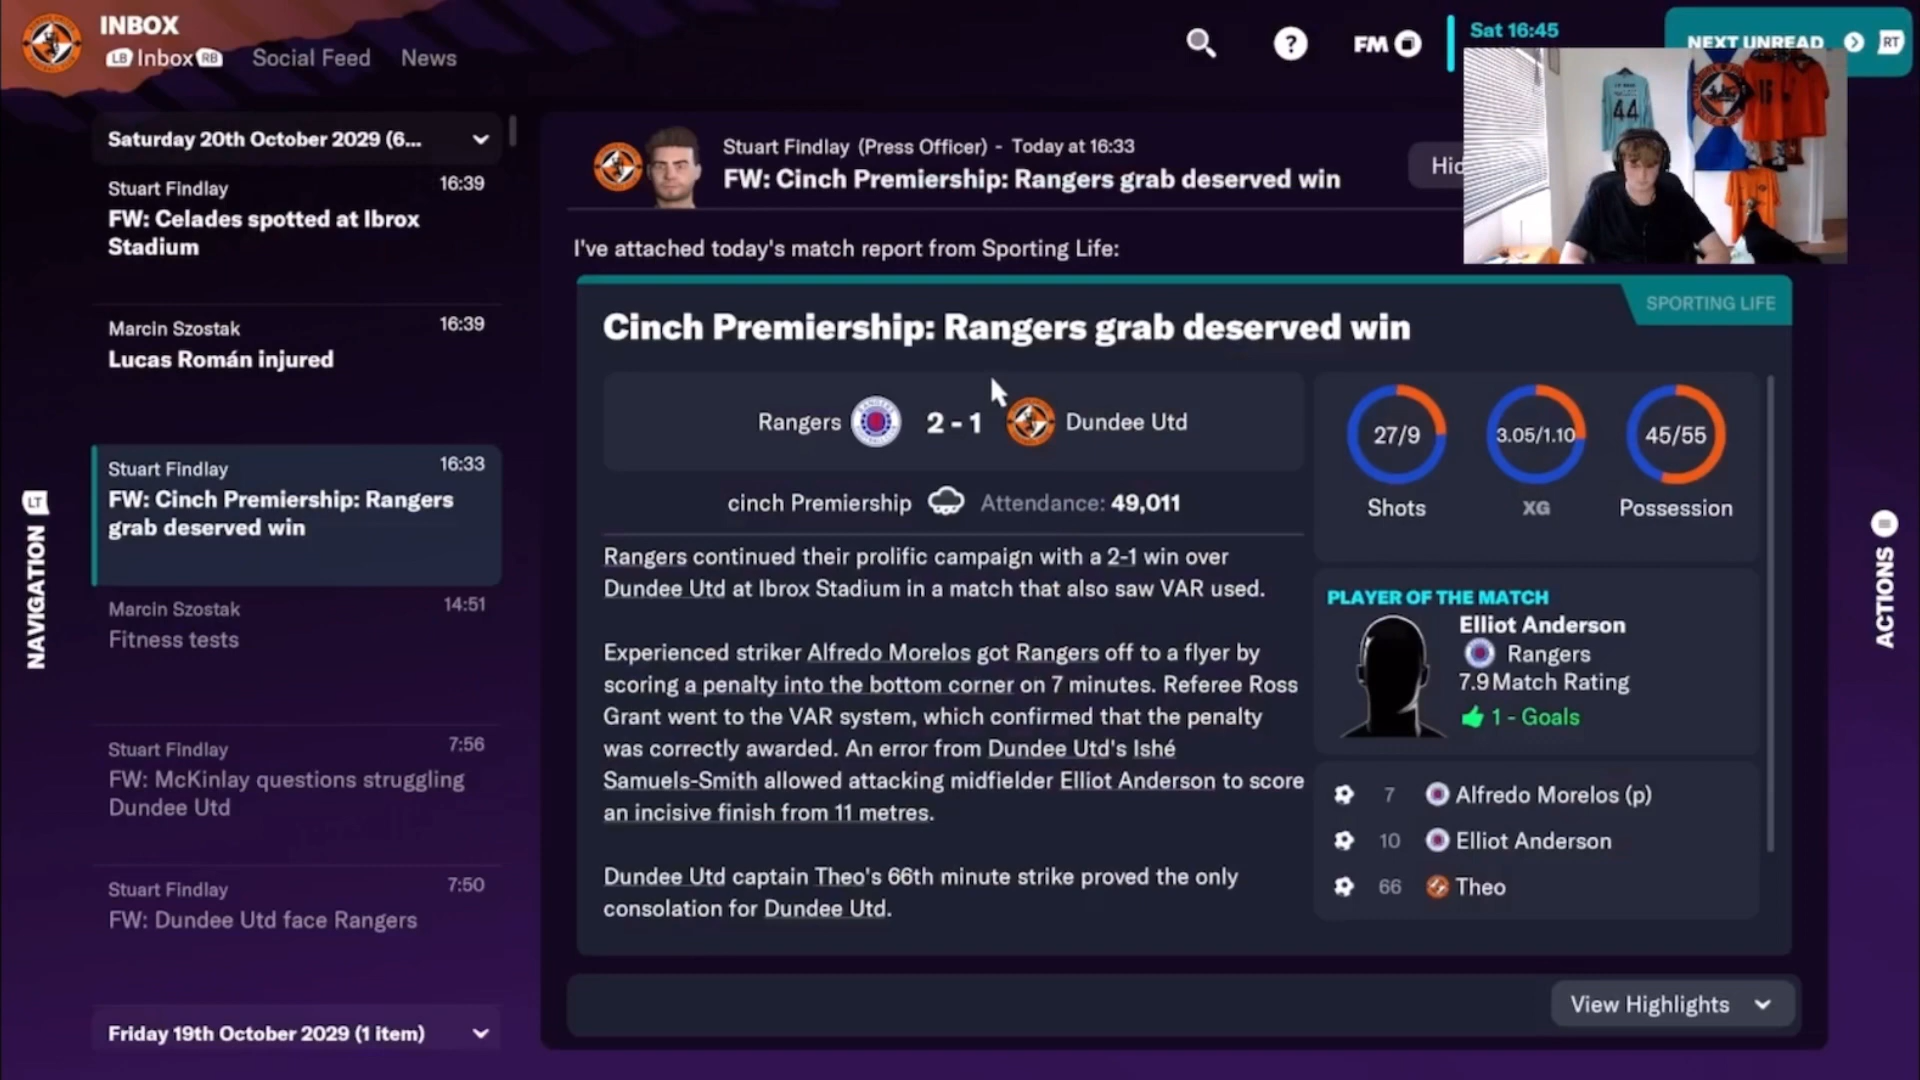 INBOX
LB Inbox RB Social Feed News
FM
Sat 16:45
NEXT UNREAD RT
44
Saturday 20th October 2029 (6...
Stuart Findlay 16:39
FW: Celades spotted at Ibrox
Stadium
Marcin Szostak 16:39
Lucas Román injured
Stuart Findlay 16:33
FW: Cinch Premiership: Rangers
grab deserved win
Marcin Szostak 14:51
Fitness tests
Stuart Findlay 7:56
FW: McKinlay questions struggling
Dundee Utd
Stuart Findlay 7:50
FW: Dundee Utd face Rangers
Friday 19th October 2029 (1 item)
NAVIGATION LT
Stuart Findlay (Press Officer) - Today at 16:33
FW: Cinch Premiership: Rangers grab deserved win
Hid
I've attached today's match report from Sporting Life:
SPORTING LIFE
Cinch Premiership: Rangers grab deserved win
Rangers 2 - 1 Dundee Utd
cinch Premiership Attendance: 49,011
Rangers continued their prolific campaign with a 2-1 win over
Dundee Utd at Ibrox Stadium in a match that also saw VAR used.
Experienced striker Alfredo Morelos got Rangers off to a flyer by
scoring a penalty into the bottom corner on 7 minutes. Referee Ross
Grant went to the VAR system, which confirmed that the penalty
was correctly awarded. An error from Dundee Utd's Ishé
Samuels-Smith allowed attacking midfielder Elliot Anderson to score
an incisive finish from 11 metres.
Dundee Utd captain Theo's 66th minute strike proved the only
consolation for Dundee Utd.
27/9 3.05/1.10 45/55
Shots XG Possession
PLAYER OF THE MATCH
Elliot Anderson
Rangers
7.9 Match Rating
1 - Goals
7 Alfredo Morelos (p)
10 Elliot Anderson
66 Theo
View Highlights
ACTIONS